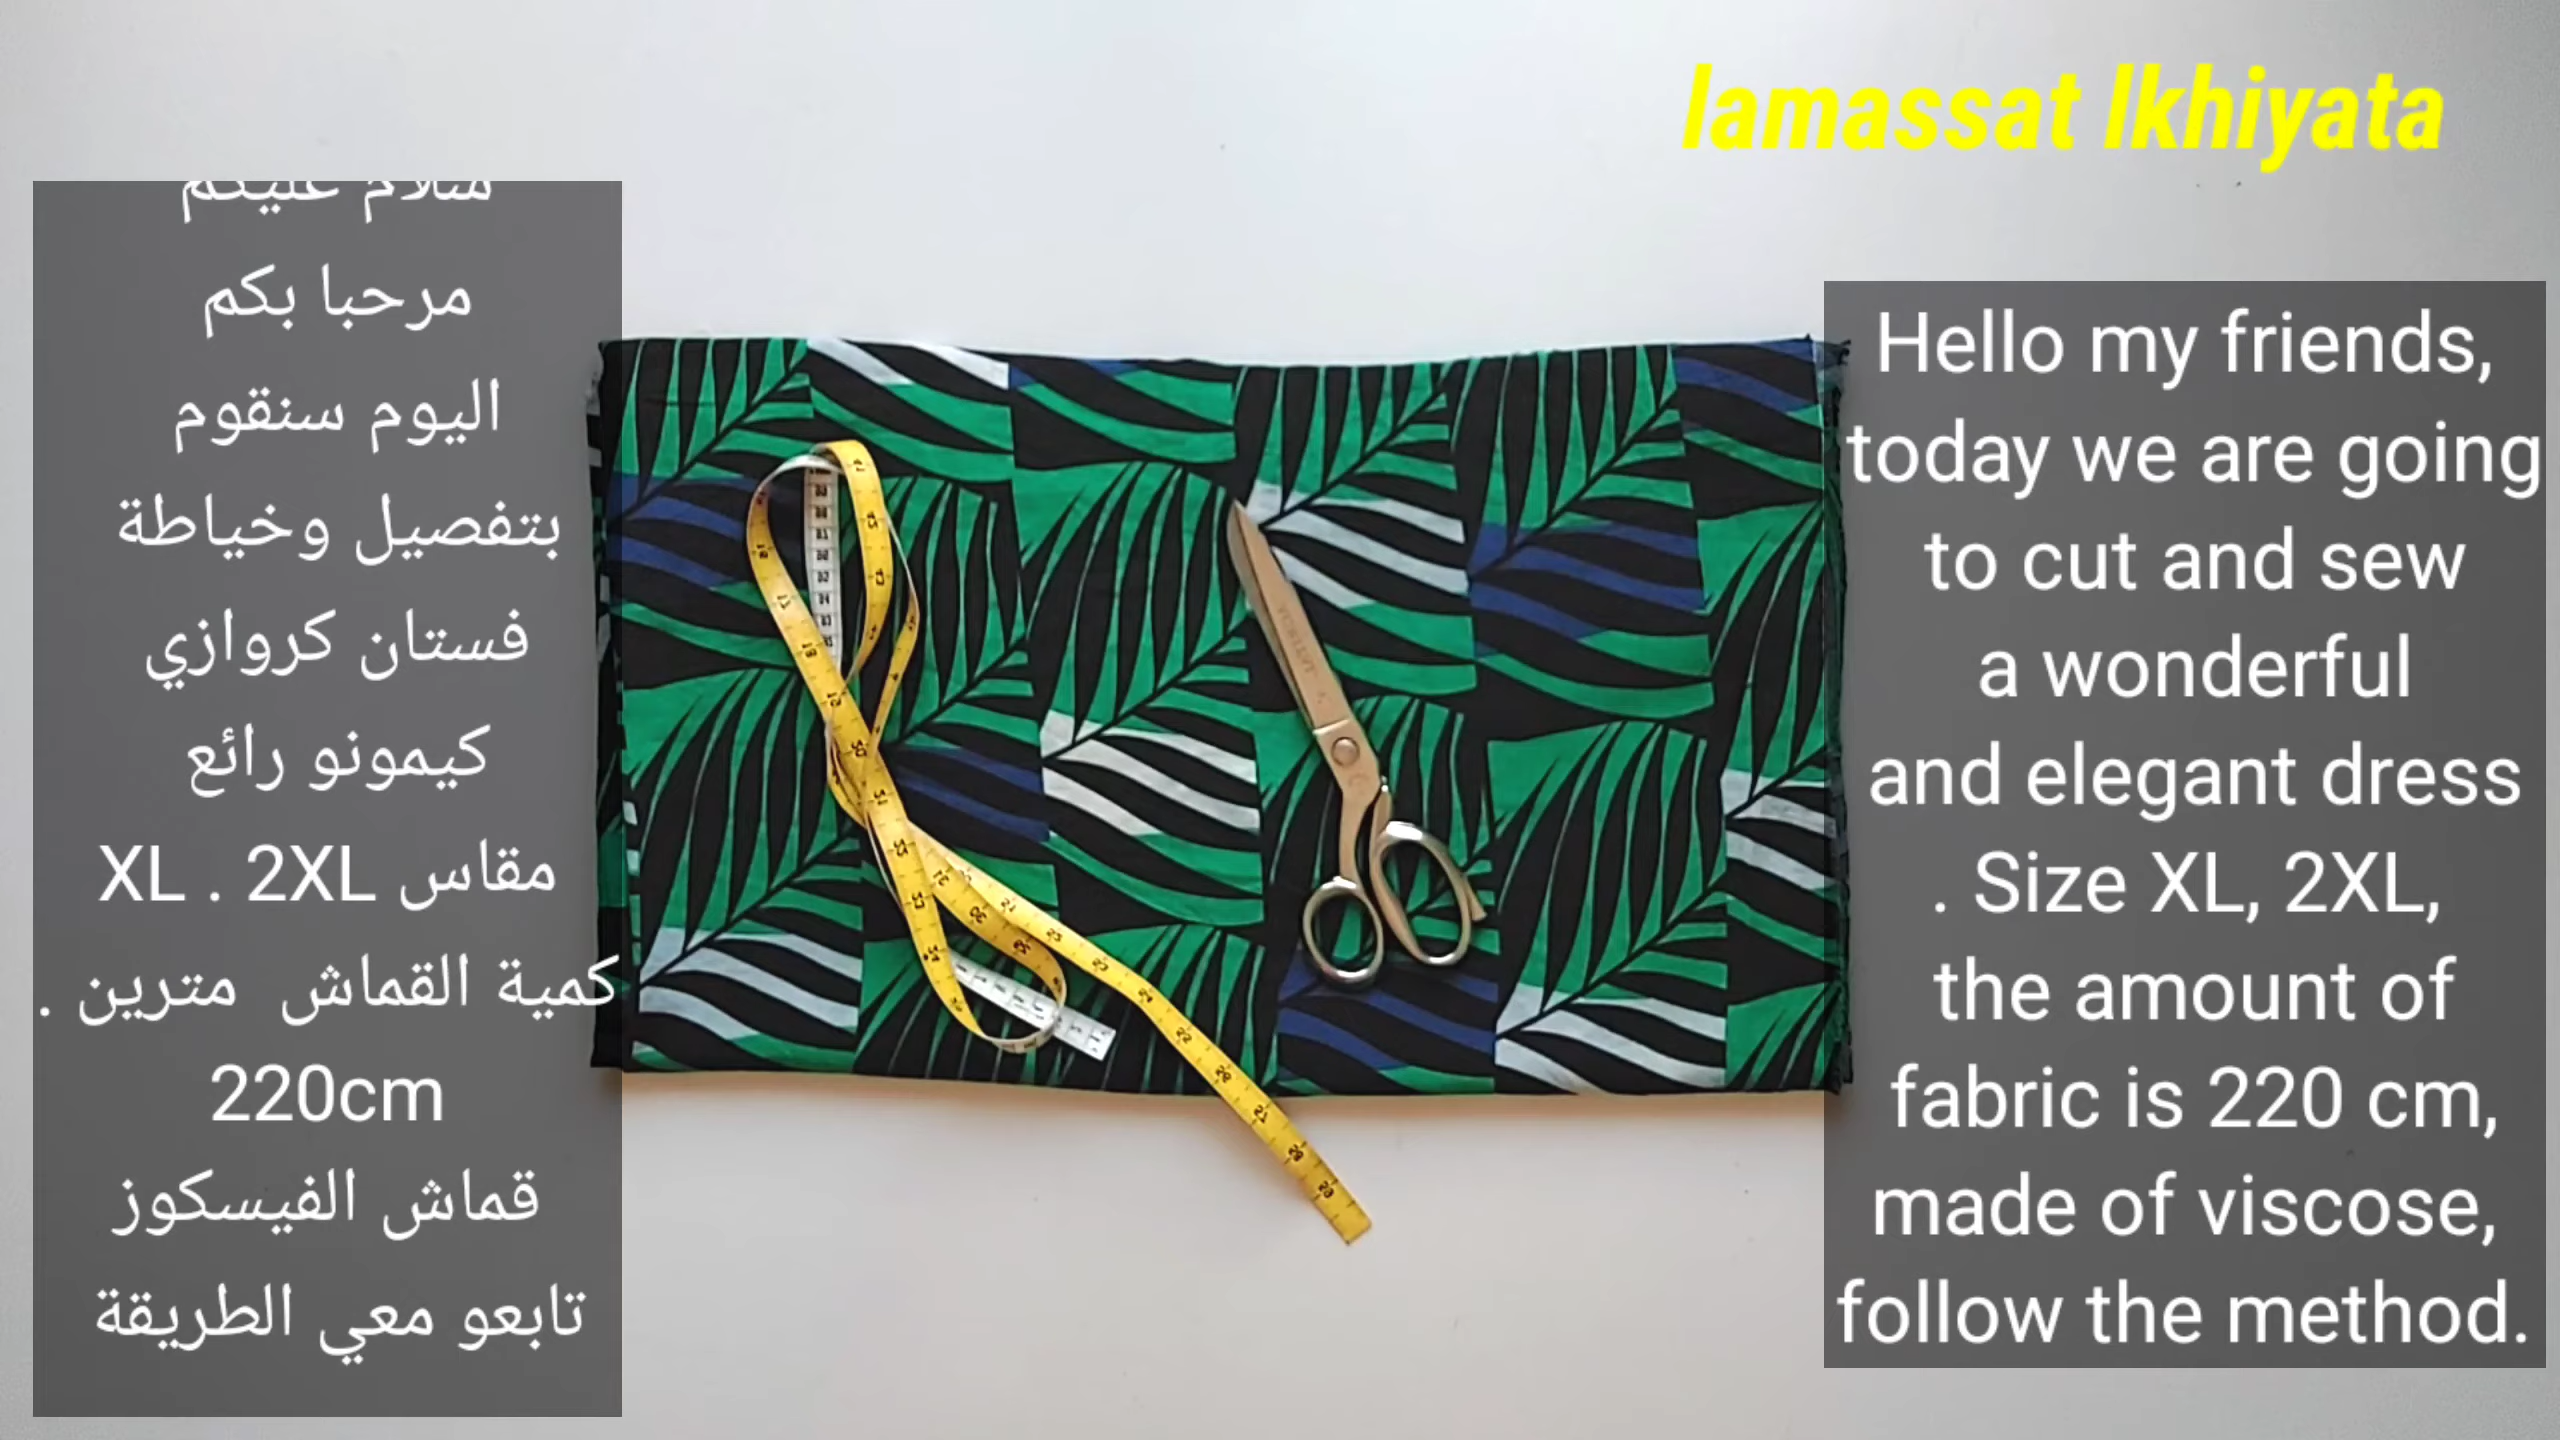 lamassat lkhiyata
سلام عليكم
مرحبا بكم
اليوم سنقوم
بتفصيل وخياطة
فستان كروازي
كيمونو رائع
مقاس XL . 2XL
كمية القماش مترين .
220cm
قماش الفيسكوز
تابعو معي الطريقة
Hello my friends,
today we are going
to cut and sew
a wonderful
and elegant dress
. Size XL, 2XL,
the amount of
fabric is 220 cm,
made of viscose,
follow the method.